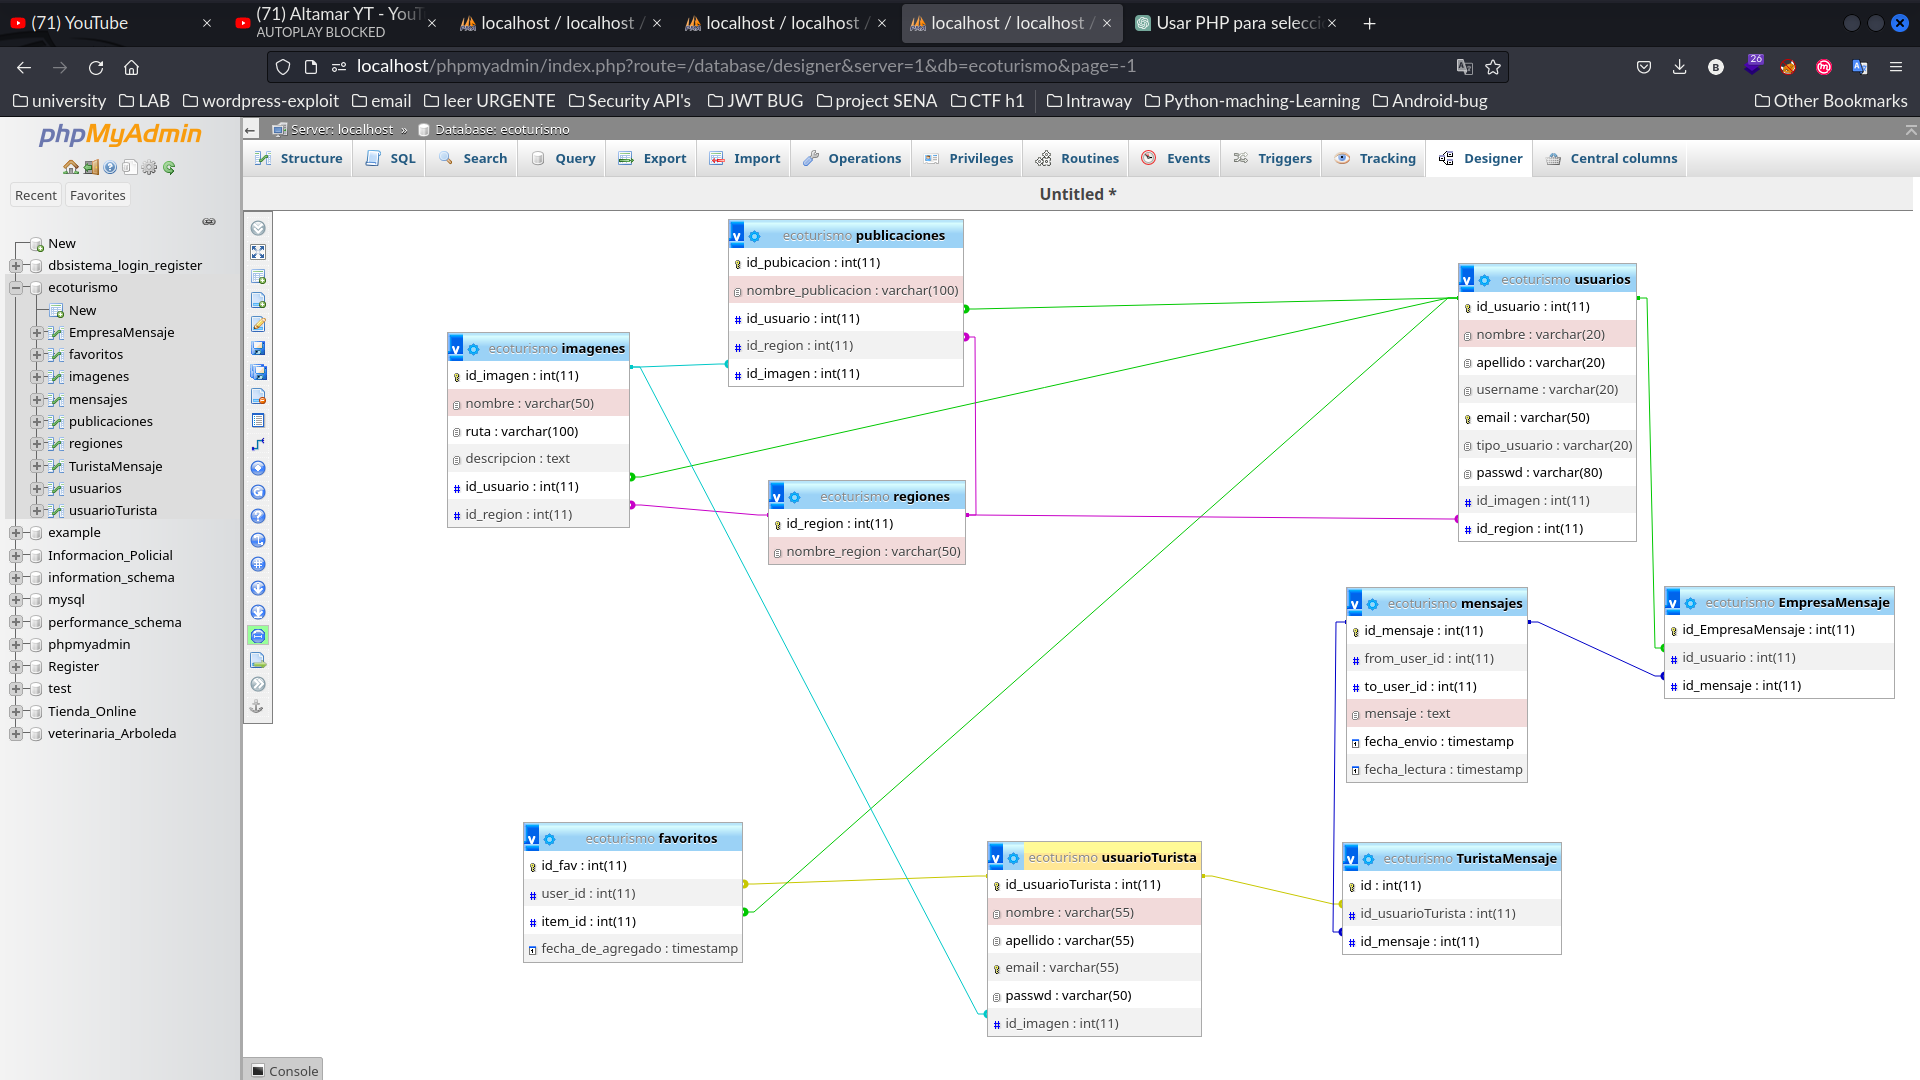 (71) YouTube
(71) Altamar YT - YouT
AUTOPLAY BLOCKED
localhost / localhost /
localhost / localhost /
localhost / localhost /
Usar PHP para selecci
localhost/phpmyadmin/index.php?route=/database/designer&server=1&db=ecoturismo&page=-1
26
university
LAB
wordpress-exploit
email
leer URGENTE
Security API's
JWT BUG
project SENA
CTF h1
Intraway
Python-maching-Learning
Android-bug
Other Bookmarks
phpMyAdmin
Recent
Favorites
New
dbsistema_login_register
ecoturismo
New
EmpresaMensaje
favoritos
imagenes
mensajes
publicaciones
regiones
TuristaMensaje
usuarios
usuarioTurista
example
Informacion_Policial
information_schema
mysql
performance_schema
phpmyadmin
Register
test
Tienda_Online
veterinaria_Arboleda
Server: localhost » Database: ecoturismo
Structure
SQL
Search
Query
Export
Import
Operations
Privileges
Routines
Events
Triggers
Tracking
Designer
Central columns
Untitled *
v ecoturismo publicaciones
id_pubicacion : int(11)
nombre_publicacion : varchar(100)
# id_usuario : int(11)
# id_region : int(11)
# id_imagen : int(11)
v ecoturismo usuarios
id_usuario : int(11)
nombre : varchar(20)
apellido : varchar(20)
username : varchar(20)
email : varchar(50)
tipo_usuario : varchar(20)
passwd : varchar(80)
# id_imagen : int(11)
# id_region : int(11)
v ecoturismo imagenes
id_imagen : int(11)
nombre : varchar(50)
ruta : varchar(100)
descripcion : text
# id_usuario : int(11)
# id_region : int(11)
v ecoturismo regiones
id_region : int(11)
nombre_region : varchar(50)
v ecoturismo mensajes
id_mensaje : int(11)
# from_user_id : int(11)
# to_user_id : int(11)
mensaje : text
fecha_envio : timestamp
fecha_lectura : timestamp
v ecoturismo EmpresaMensaje
id_EmpresaMensaje : int(11)
# id_usuario : int(11)
# id_mensaje : int(11)
v ecoturismo favoritos
id_fav : int(11)
# user_id : int(11)
# item_id : int(11)
fecha_de_agregado : timestamp
v ecoturismo usuarioTurista
id_usuarioTurista : int(11)
nombre : varchar(55)
apellido : varchar(55)
email : varchar(55)
passwd : varchar(50)
# id_imagen : int(11)
v ecoturismo TuristaMensaje
id : int(11)
# id_usuarioTurista : int(11)
# id_mensaje : int(11)
Console